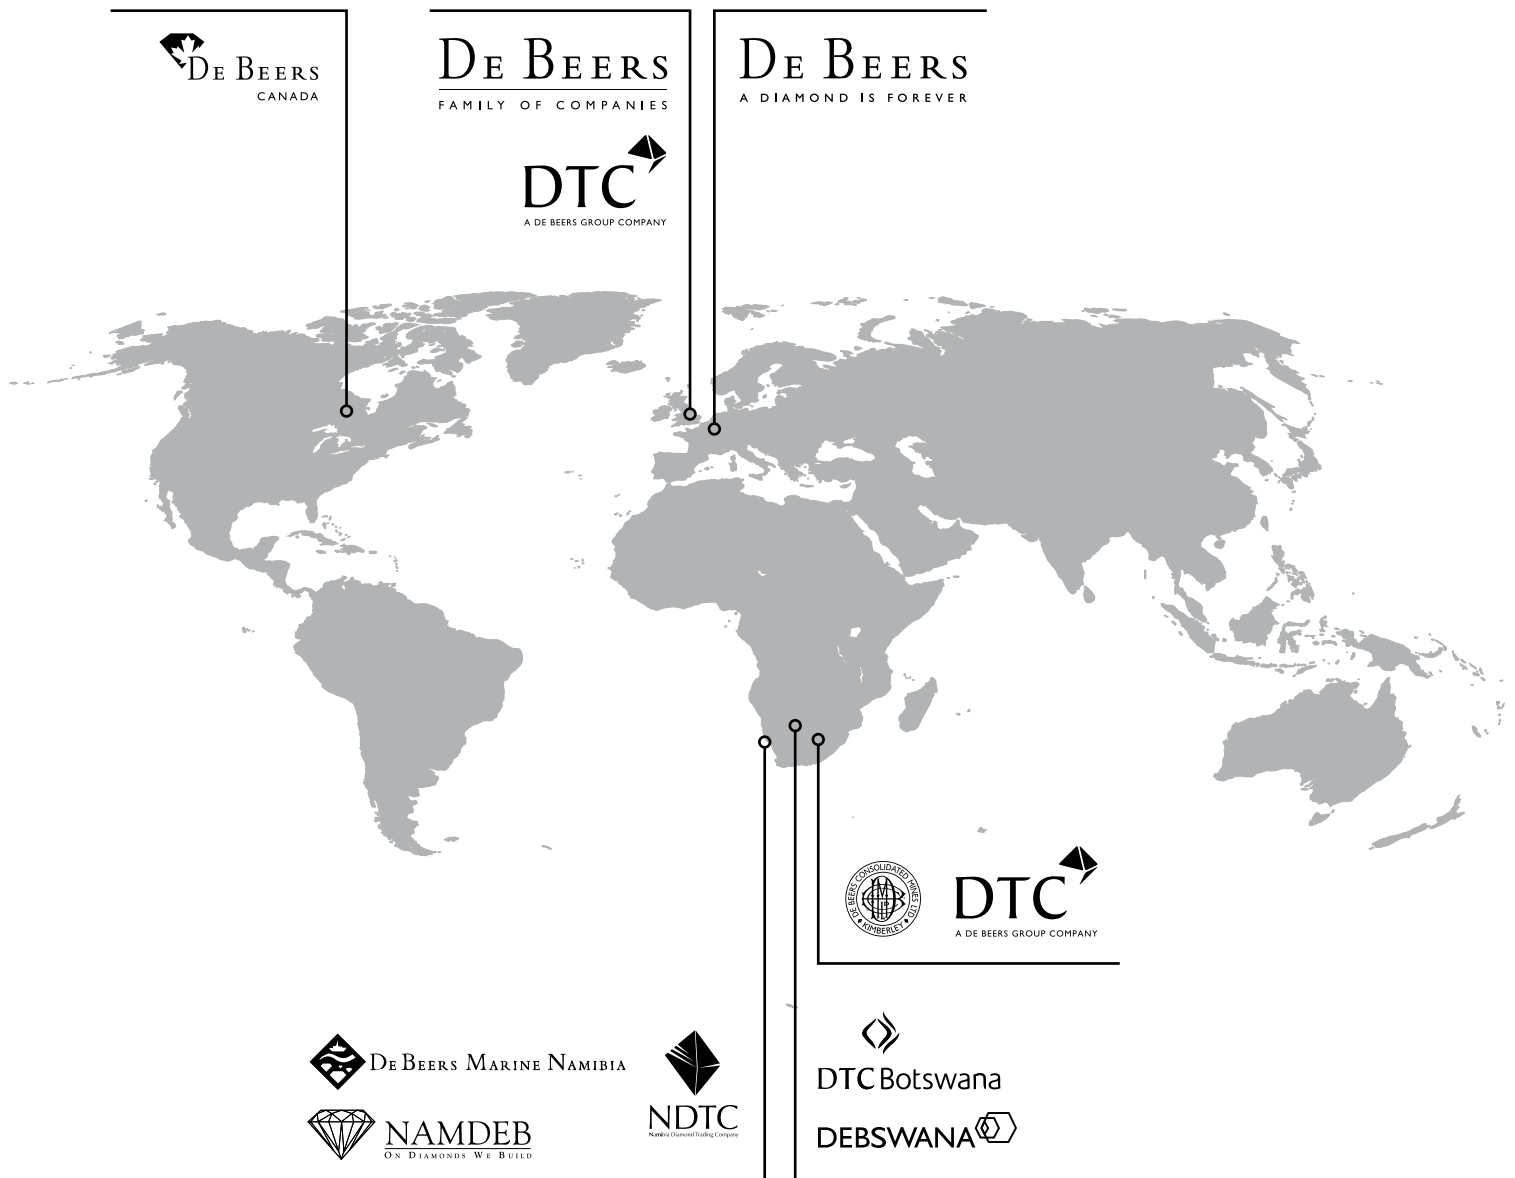 DE BEERS
CANADA
DE BEERS
FAMILY OF COMPANIES
DTC
A DE BEERS GROUP COMPANY
DE BEERS
A DIAMOND IS FOREVER
DE BEERS CONSOLIDATED MINES LTD
KIMBERLEY
DTC
A DE BEERS GROUP COMPANY
DE BEERS MARINE NAMIBIA
NAMDEB
ON DIAMONDS WE BUILD
NDTC
Namibia Diamond Trading Company
DTC Botswana
DEBSWANA